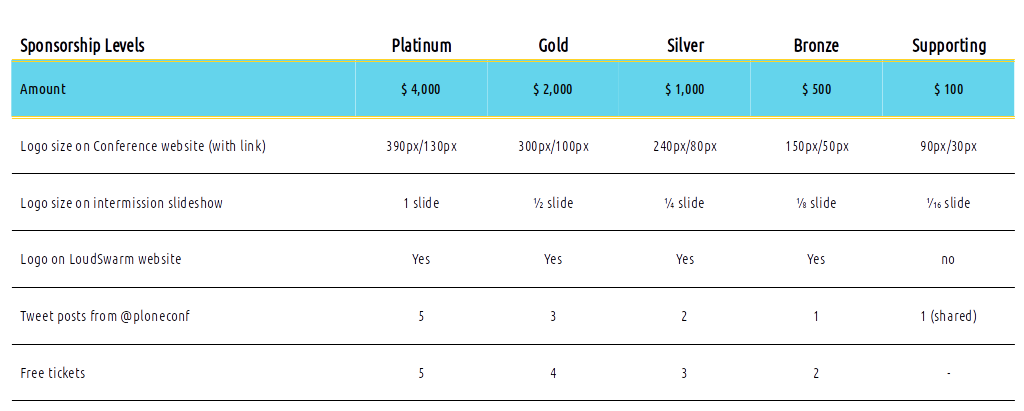 Sponsorship Levels Platinum Gold Silver Bronze Supporting
Amount $ 4,000 $ 2,000 $ 1,000 $ 500 $ 100
Logo size on Conference website (with link) 390px/130px 300px/100px 240px/80px 150px/50px 90px/30px
Logo size on intermission slideshow 1 slide ½ slide ¼ slide ⅛ slide ¹⁄₁₆ slide
Logo on LoudSwarm website Yes Yes Yes Yes no
Tweet posts from @ploneconf 5 3 2 1 1 (shared)
Free tickets 5 4 3 2 -